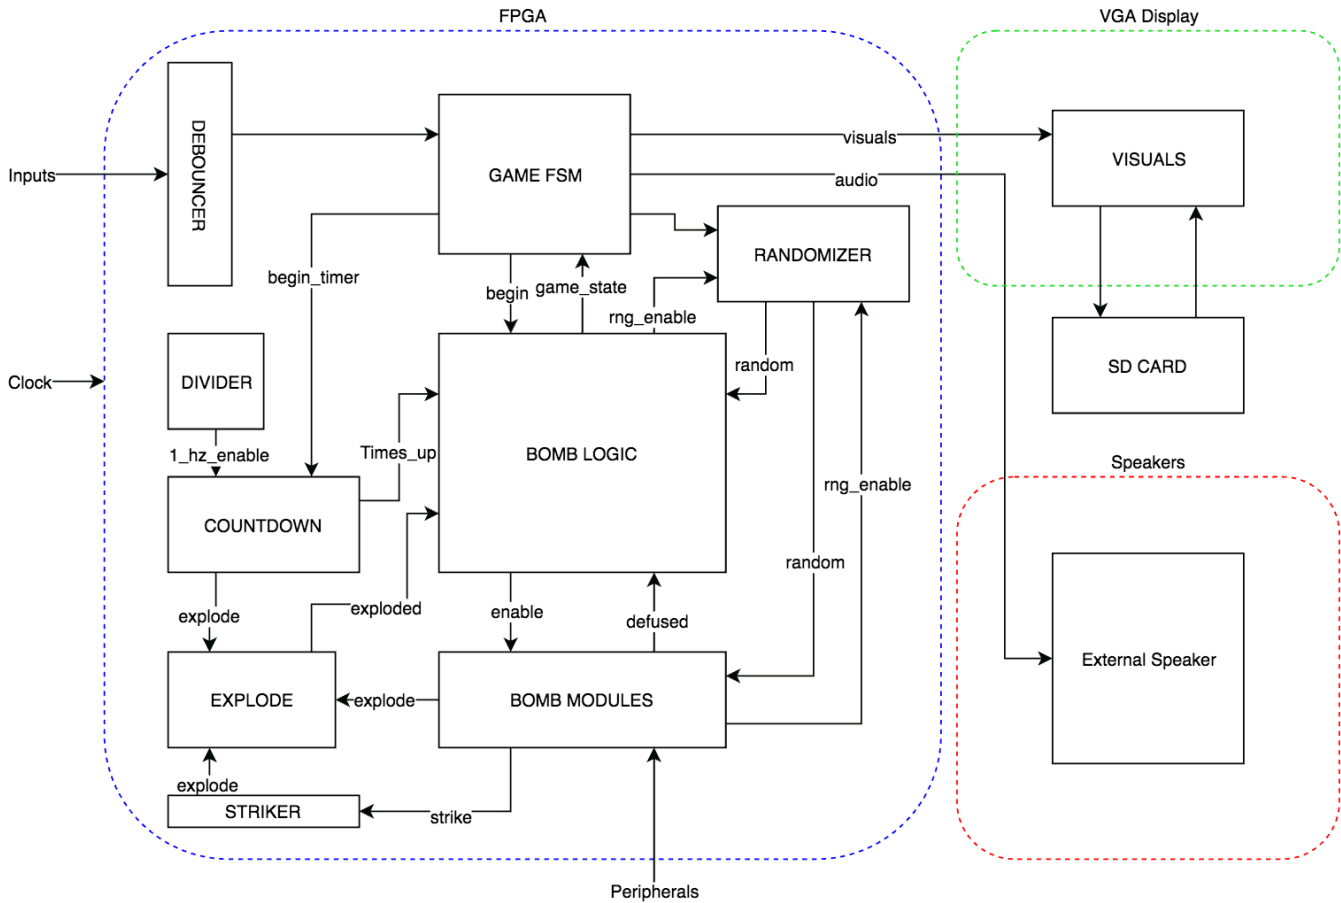 FPGA
VGA Display
DEBOUNCER
GAME FSM
visuals
VISUALS
Inputs
audio
RANDOMIZER
begin_timer
begin
game_state
rng_enable
random
SD CARD
Clock
DIVIDER
1_hz_enable
Times_up
BOMB LOGIC
Speakers
rng_enable
COUNTDOWN
random
explode
exploded
enable
defused
External Speaker
EXPLODE
explode
BOMB MODULES
explode
STRIKER
strike
Peripherals